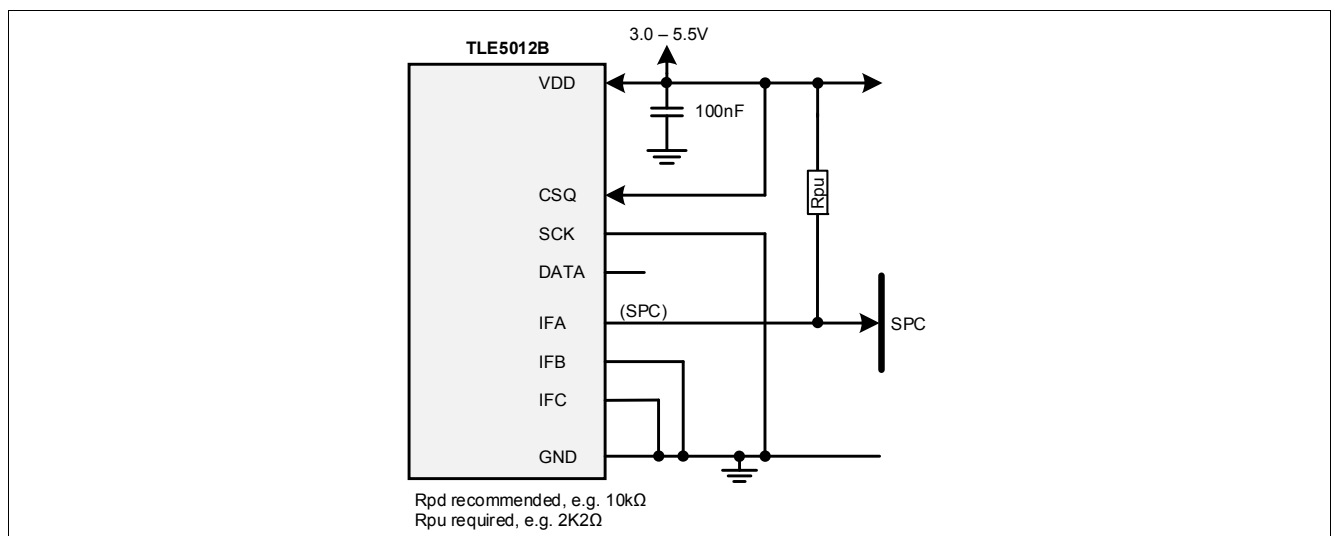 3.0 – 5.5V
TLE5012B
VDD
100nF
CSQ
Rpu
SCK
DATA
(SPC)
IFA
SPC
IFB
IFC
GND
Rpd recommended, e.g. 10kΩ
Rpu required, e.g. 2K2Ω